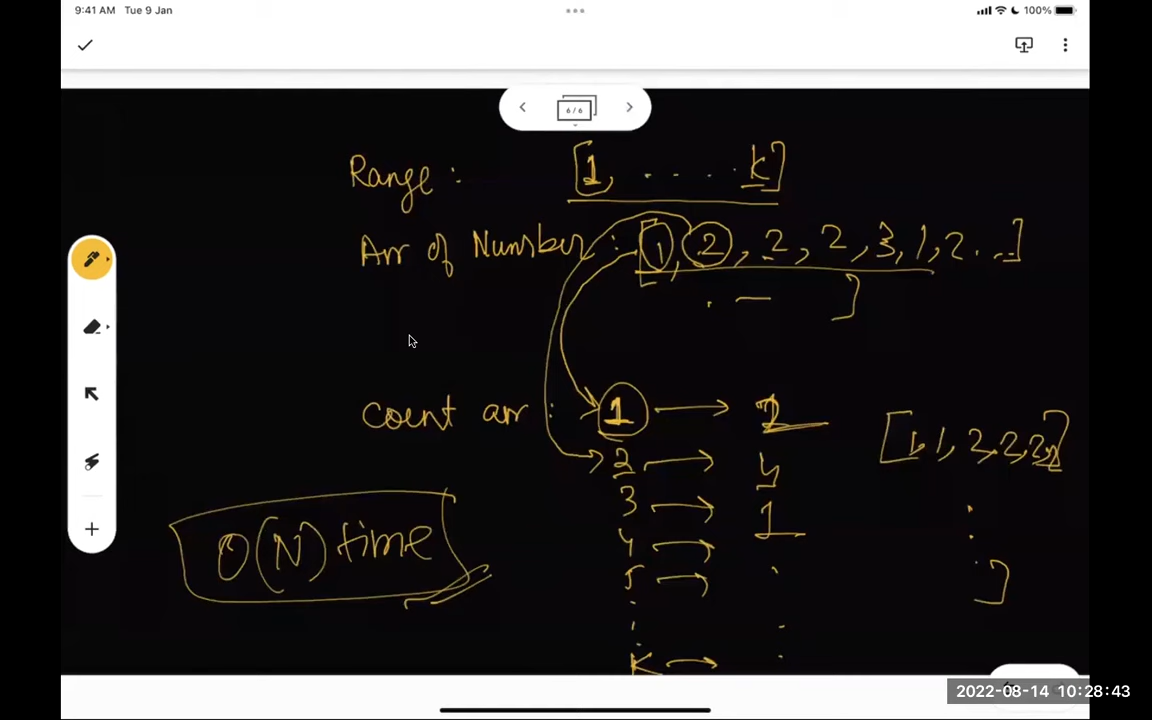 9:41 AM Tue 9 Jan
100%
6/6
Range : [1, .... k]
Arr of Number : [1, 2, 2, 2, 3, 1, 2. ..]
. — ]
Count arr : 1 → 2
[1, 1, 2, 2, 2, 2
2 → 4
3 → 1
4 →
5 →
O(N) time
]
K →
2022-08-14 10:28:43